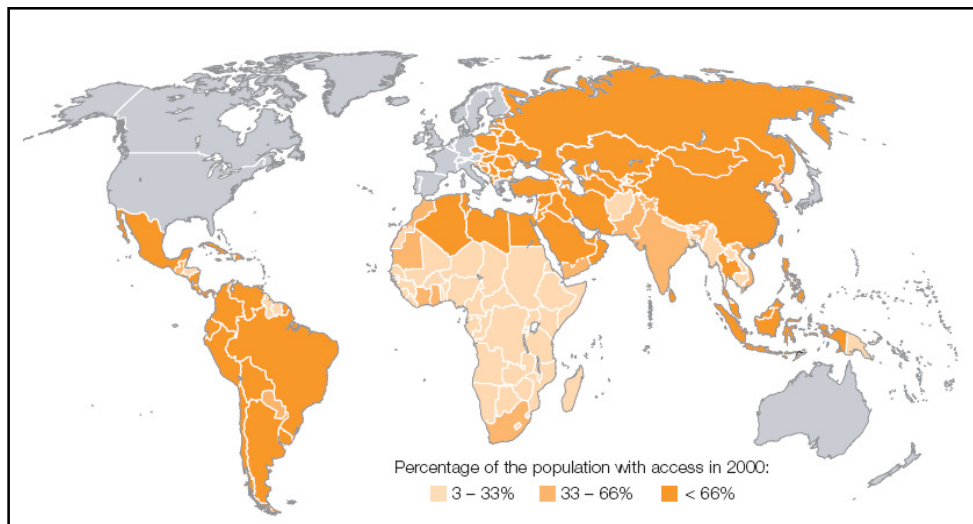 Percentage of the population with access in 2000:
3 – 33% 33 – 66% < 66%